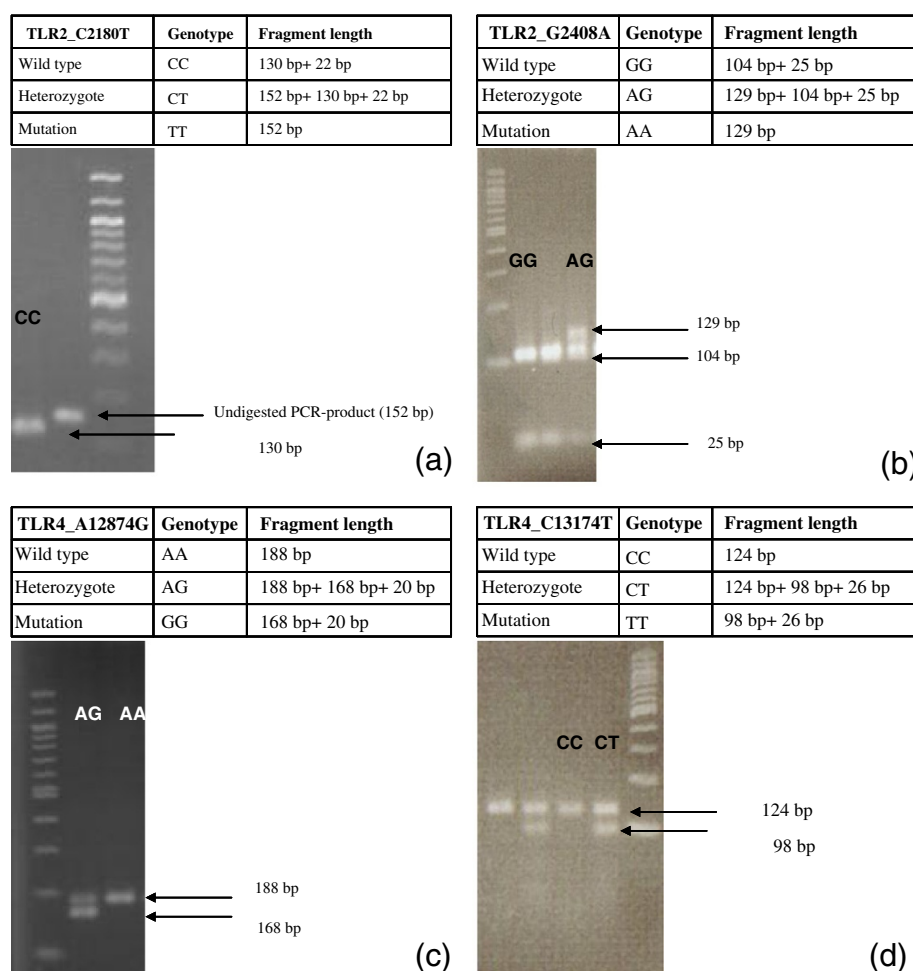 TLR2_C2180T Genotype Fragment length
Wild type CC 130 bp+ 22 bp
Heterozygote CT 152 bp+ 130 bp+ 22 bp
Mutation TT 152 bp
CC
Undigested PCR-product (152 bp)
130 bp
(a)
TLR2_G2408A Genotype Fragment length
Wild type GG 104 bp+ 25 bp
Heterozygote AG 129 bp+ 104 bp+ 25 bp
Mutation AA 129 bp
GG AG
129 bp
104 bp
25 bp
(b)
TLR4_A12874G Genotype Fragment length
Wild type AA 188 bp
Heterozygote AG 188 bp+ 168 bp+ 20 bp
Mutation GG 168 bp+ 20 bp
AG AA
188 bp
168 bp
(c)
TLR4_C13174T Genotype Fragment length
Wild type CC 124 bp
Heterozygote CT 124 bp+ 98 bp+ 26 bp
Mutation TT 98 bp+ 26 bp
CC CT
124 bp
98 bp
(d)